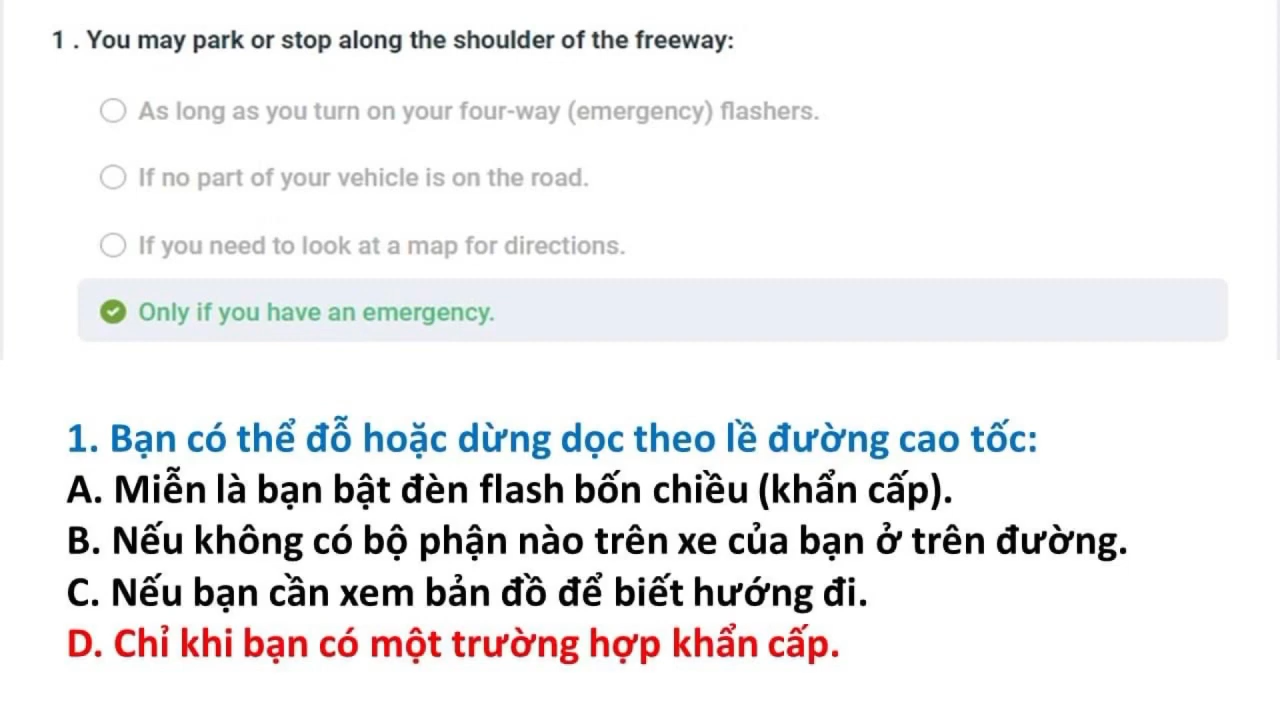 1 . You may park or stop along the shoulder of the freeway:
As long as you turn on your four-way (emergency) flashers.
If no part of your vehicle is on the road.
If you need to look at a map for directions.
Only if you have an emergency.
1. Bạn có thể đỗ hoặc dừng dọc theo lề đường cao tốc:
A. Miễn là bạn bật đèn flash bốn chiều (khẩn cấp).
B. Nếu không có bộ phận nào trên xe của bạn ở trên đường.
C. Nếu bạn cần xem bản đồ để biết hướng đi.
D. Chỉ khi bạn có một trường hợp khẩn cấp.